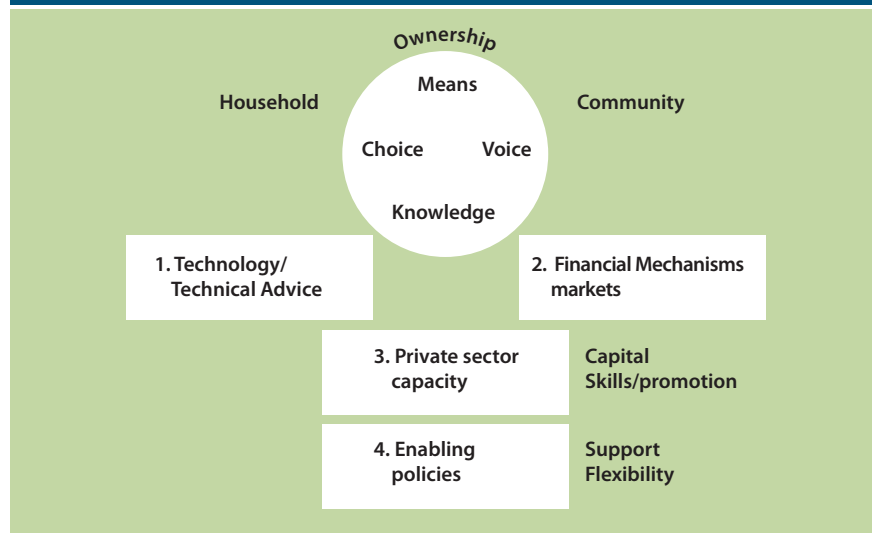 Ownership
Means
Household
Community
Choice
Voice
Knowledge
1. Technology/
Technical Advice
2. Financial Mechanisms
markets
3. Private sector
capacity
Capital
Skills/promotion
4. Enabling
policies
Support
Flexibility